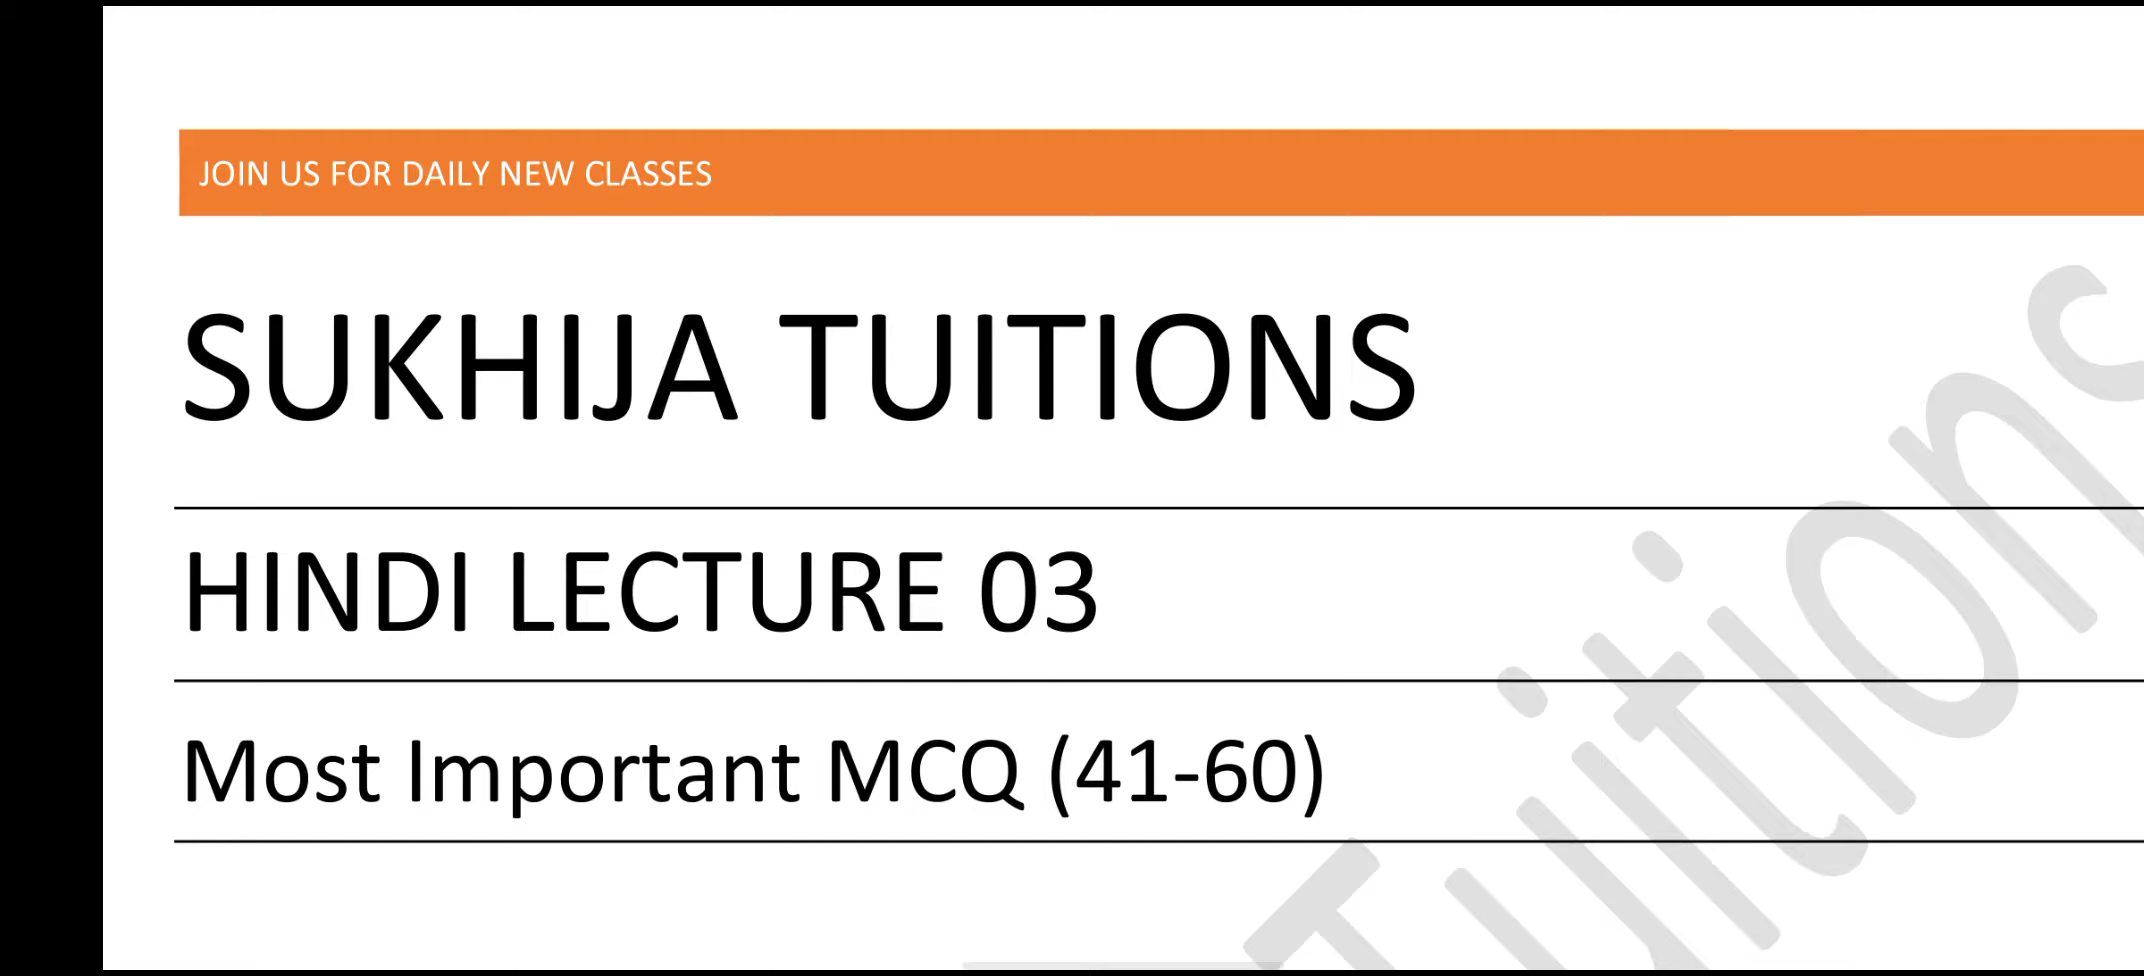 JOIN US FOR DAILY NEW CLASSES
SUKHIJA TUITIONS
HINDI LECTURE 03
Most Important MCQ (41-60)
Tuitions